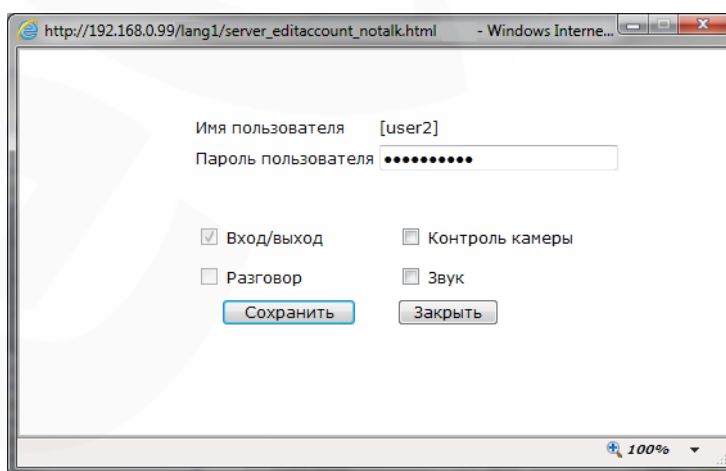 http://192.168.0.99/lang1/server_editaccount_notalk.html - Windows Interne...
Имя пользователя [user2]
Пароль пользователя ●●●●●●●●●●
Вход/выход Контроль камеры
Разговор Звук
Сохранить Закрыть
100%